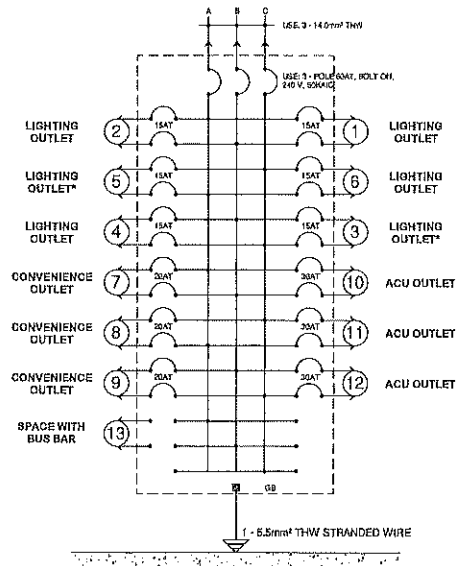 A B C
USE: 3 - 14.0mm² THW
USE: 3 - POLE 60AT, BOLT ON,
240 V, 50KAIC
LIGHTING
OUTLET
2
15AT
15AT
1
LIGHTING
OUTLET
LIGHTING
OUTLET*
5
15AT
15AT
6
LIGHTING
OUTLET
LIGHTING
OUTLET
4
15AT
15AT
3
LIGHTING
OUTLET*
CONVENIENCE
OUTLET
7
20AT
30AT
10
ACU OUTLET
CONVENIENCE
OUTLET
8
20AT
30AT
11
ACU OUTLET
CONVENIENCE
OUTLET
9
20AT
30AT
12
ACU OUTLET
SPACE WITH
BUS BAR
13
1 - 5.5mm² THW STRANDED WIRE